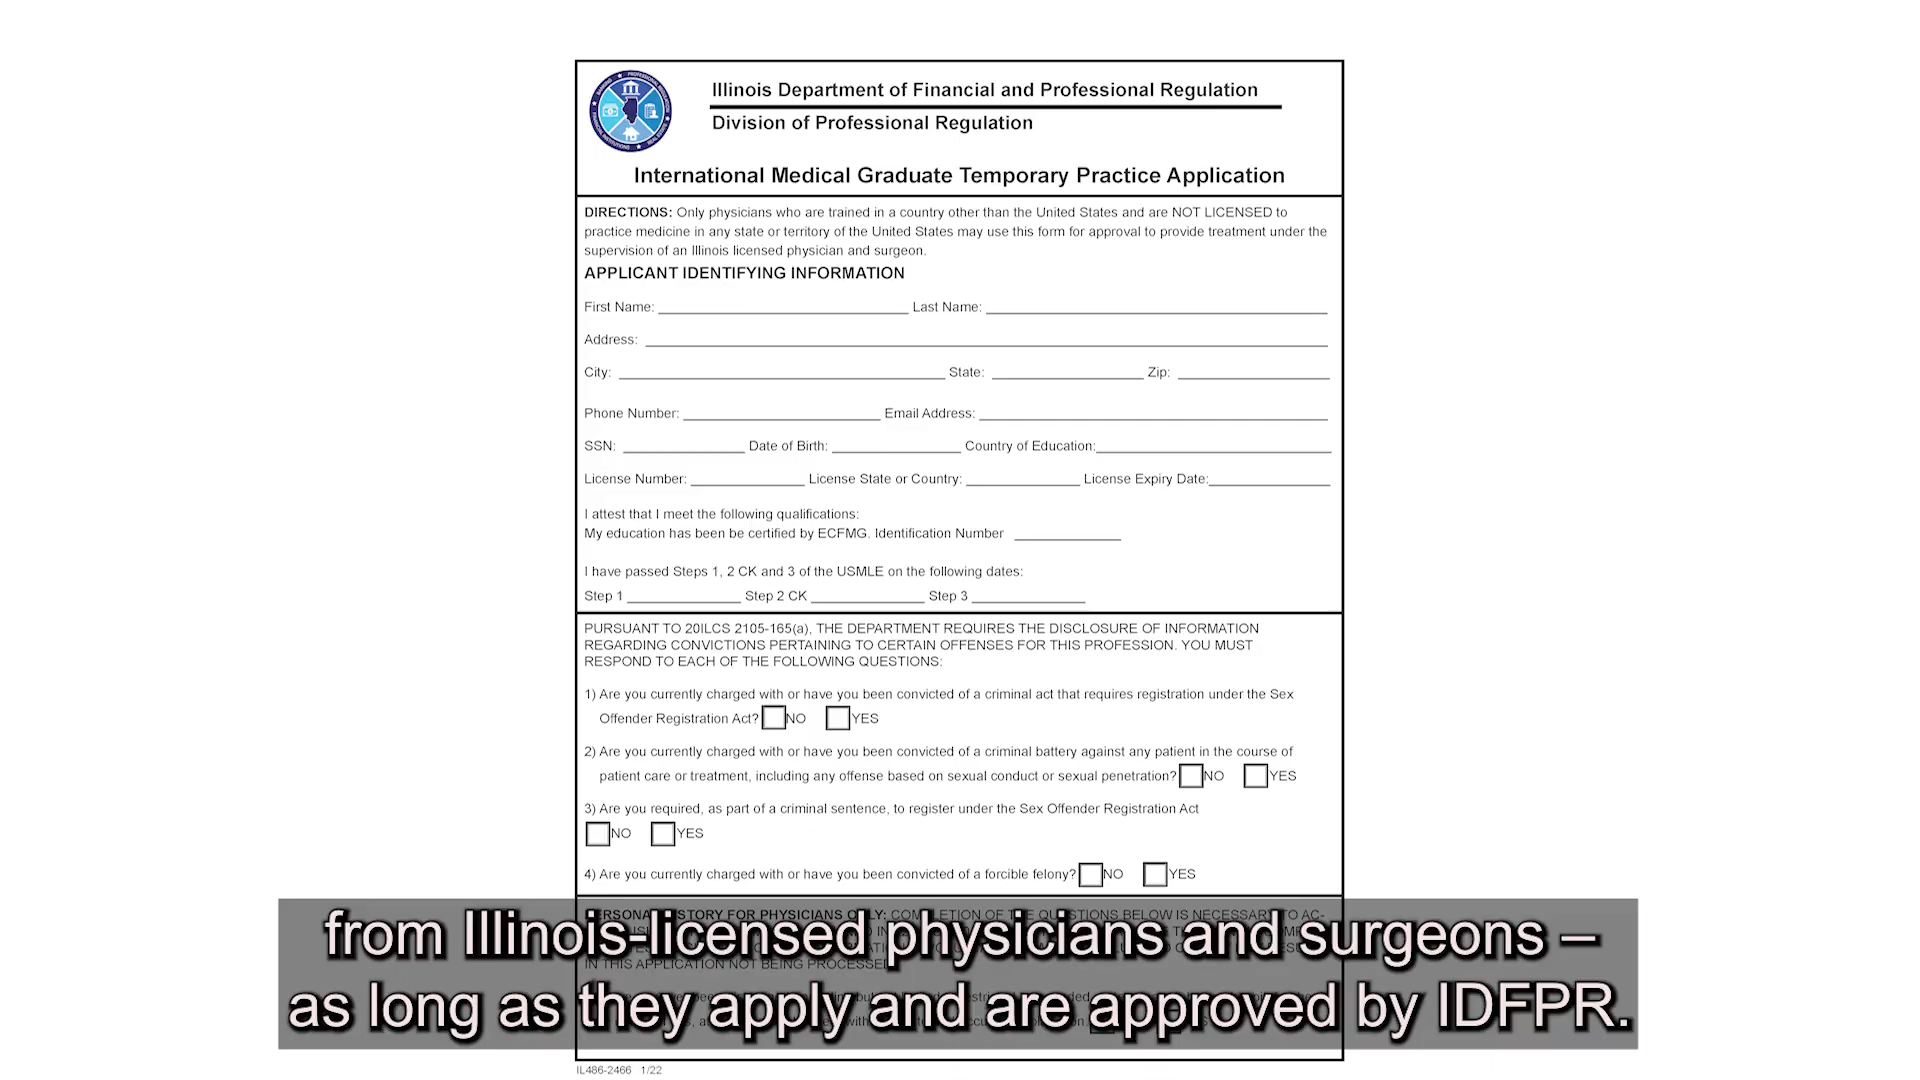 Illinois Department of Financial and Professional Regulation
Division of Professional Regulation
International Medical Graduate Temporary Practice Application
DIRECTIONS: Only physicians who are trained in a country other than the United States and are NOT LICENSED to
practice medicine in any state or territory of the United States may use this form for approval to provide treatment under the
supervision of an Illinois licensed physician and surgeon.
APPLICANT IDENTIFYING INFORMATION
First Name: Last Name:
Address:
City: State: Zip:
Phone Number: Email Address:
SSN: Date of Birth: Country of Education:
License Number: License State or Country: License Expiry Date:
I attest that I meet the following qualifications:
My education has been be certified by ECFMG. Identification Number
I have passed Steps 1, 2 CK and 3 of the USMLE on the following dates:
Step 1 Step 2 CK Step 3
PURSUANT TO 20ILCS 2105-165(a), THE DEPARTMENT REQUIRES THE DISCLOSURE OF INFORMATION
REGARDING CONVICTIONS PERTAINING TO CERTAIN OFFENSES FOR THIS PROFESSION. YOU MUST
RESPOND TO EACH OF THE FOLLOWING QUESTIONS:
1) Are you currently charged with or have you been convicted of a criminal act that requires registration under the Sex
Offender Registration Act? NO YES
2) Are you currently charged with or have you been convicted of a criminal battery against any patient in the course of
patient care or treatment, including any offense based on sexual conduct or sexual penetration? NO YES
3) Are you required, as part of a criminal sentence, to register under the Sex Offender Registration Act
NO YES
4) Are you currently charged with or have you been convicted of a forcible felony? NO YES
FOR PHYSICIANS QUESTIONS BELOW IS NECESSARY TO AC-
IN THIS APPLICATION NOT BEING
from Illinois-licensed physicians and surgeons –
as long as they apply and are approved by IDFPR.
IL486-2466 1/22